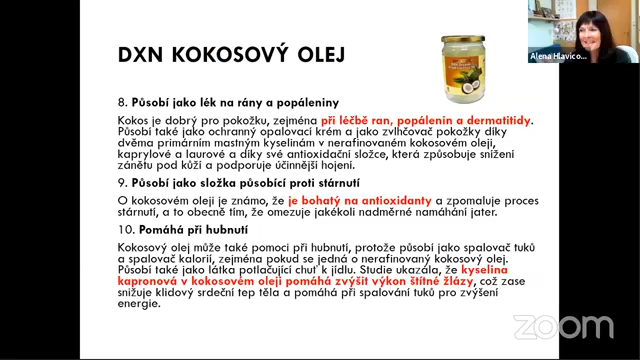 DXN KOKOSOVÝ OLEJ
Alena Hlavico...
8. Působí jako lék na rány a popáleniny
Kokos je dobrý pro pokožku, zejména při léčbě ran, popálenin a dermatitidy.
Působí také jako ochranný opalovací krém a jako zvlhčovač pokožky díky
dvěma primárním mastným kyselinám v nerafinovaném kokosovém oleji,
kaprylové a laurové a díky své antioxidační složce, která způsobuje snížení
zánětu pod kůží a podporuje účinnější hojení.
9. Působí jako složka působící proti stárnutí
O kokosovém oleji je známo, že je bohatý na antioxidanty a zpomaluje proces
stárnutí, a to obecně tím, že omezuje jakékoli nadměrné namáhání jater.
10. Pomáhá při hubnutí
Kokosový olej může také pomoci při hubnutí, protože působí jako spalovač tuků
a spalovač kalorií, zejména pokud se jedná o nerafinovaný kokosový olej.
Působí také jako látka potlačující chuť k jídlu. Studie ukazála, že kyselina
kapronová v kokosovém oleji pomáhá zvýšit výkon štítné žlázy, což zase
snižuje klidový srdeční tep těla a pomáhá při spalování tuků pro zvýšení
energie.
zoom